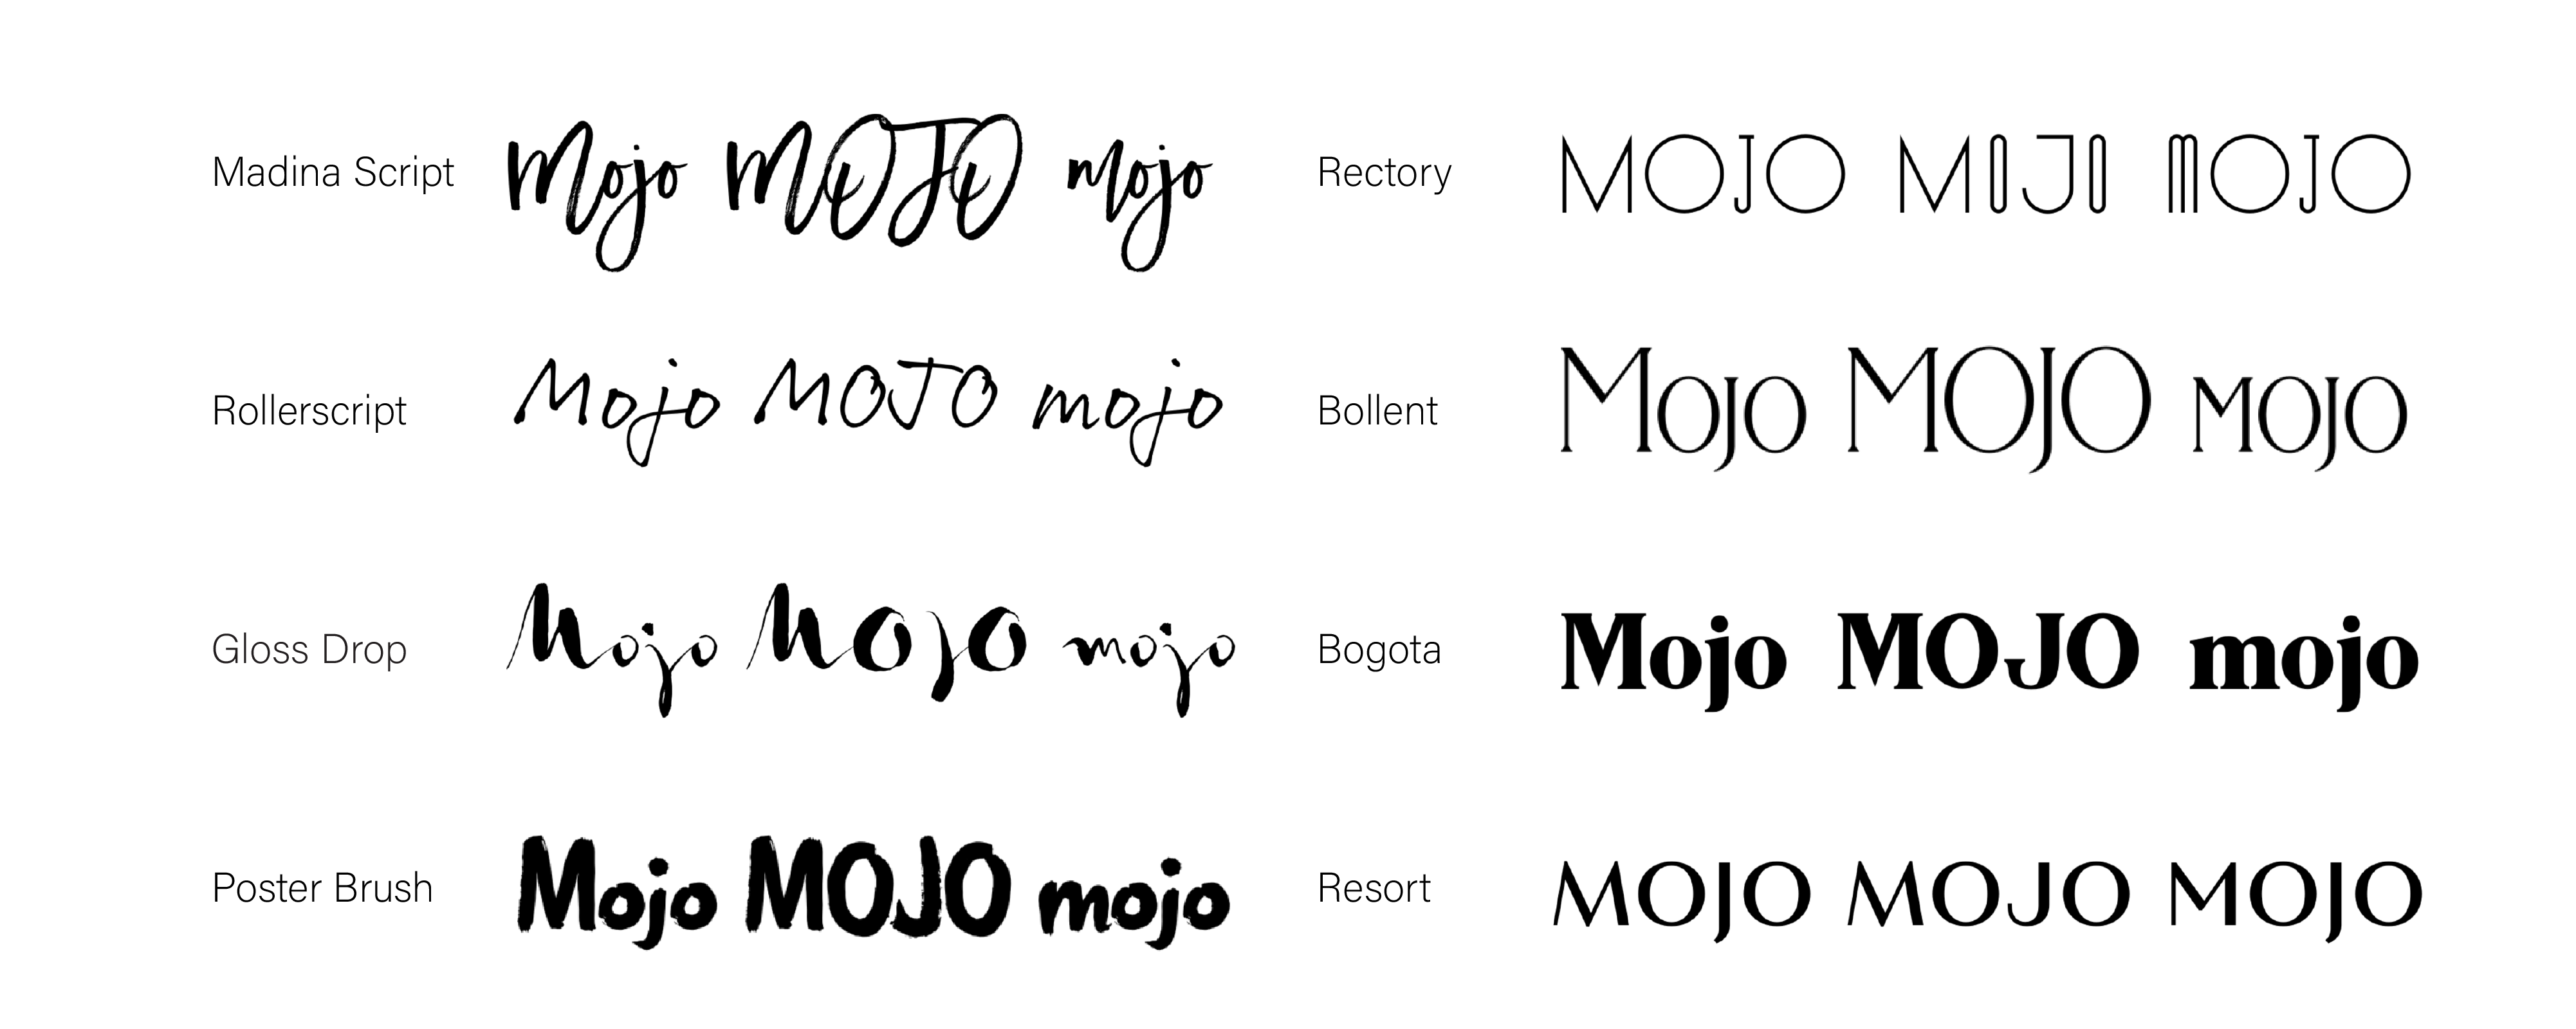 Madina Script Mojo MOJO mojo Rectory MOJO MOJO MOJO
Rollerscript Mojo MOJO mojo Bollent MOJO MOJO MOJO
Gloss Drop Mojo MOJO mojo Bogota Mojo MOJO mojo
Poster Brush Mojo MOJO mojo Resort MOJO MOJO MOJO